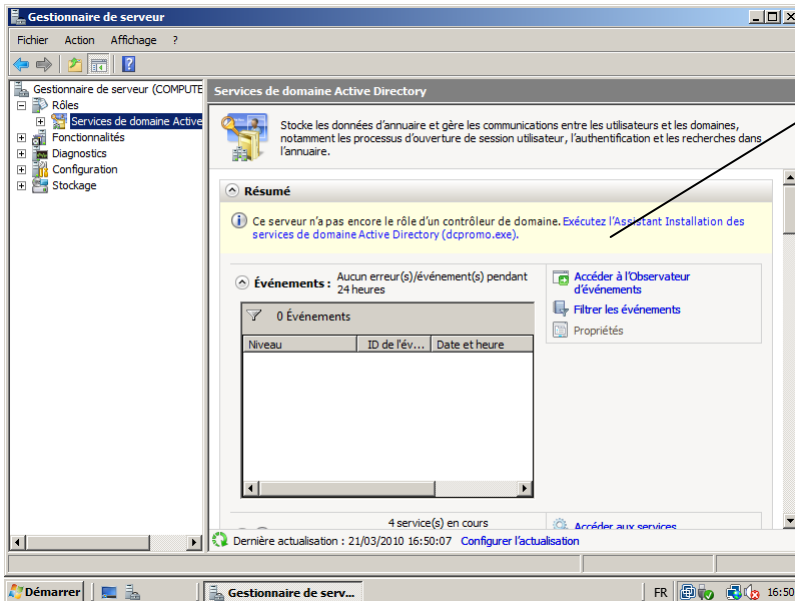 Gestionnaire de serveur
Fichier Action Affichage ?
Gestionnaire de serveur (COMPUTE
Rôles
Services de domaine Active
Fonctionnalités
Diagnostics
Configuration
Stockage
Services de domaine Active Directory
Stocke les données d'annuaire et gère les communications entre les utilisateurs et les domaines,
notamment les processus d'ouverture de session utilisateur, l'authentification et les recherches dans
l'annuaire.
Résumé
Ce serveur n'a pas encore le rôle d'un contrôleur de domaine. Exécutez l'Assistant Installation des
services de domaine Active Directory (dcpromo.exe).
Événements : Aucun erreur(s)/événement(s) pendant
24 heures
0 Événements
Niveau ID de l'év... Date et heure
Accéder à l'Observateur
d'événements
Filtrer les événements
Propriétés
4 service(s) en cours
Accéder aux services
Dernière actualisation : 21/03/2010 16:50:07 Configurer l'actualisation
Démarrer Gestionnaire de serv... FR 16:50